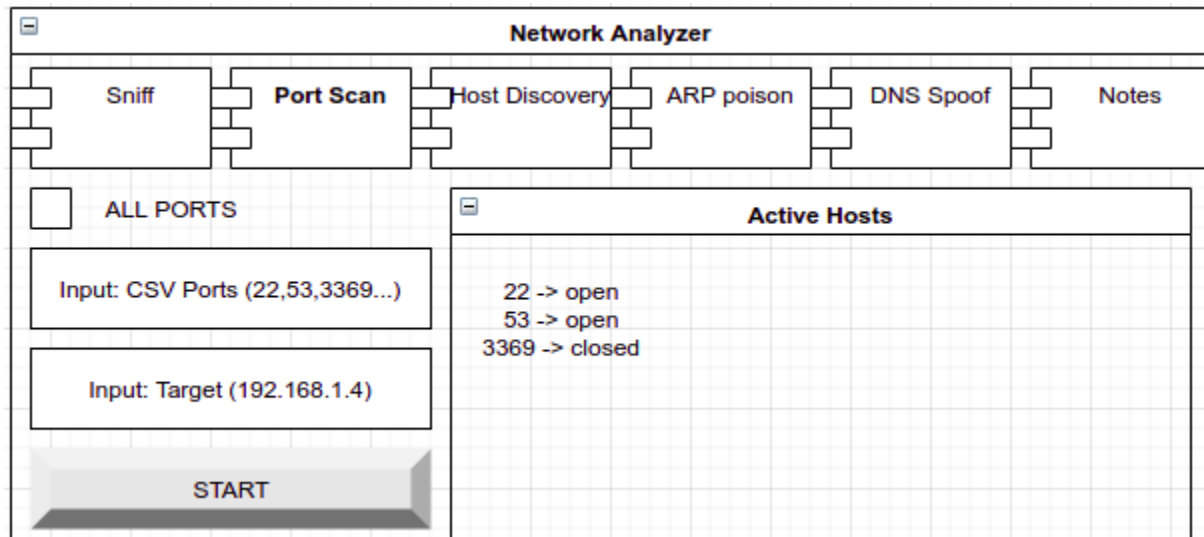 Network Analyzer
Sniff
Port Scan
Host Discovery
ARP poison
DNS Spoof
Notes
ALL PORTS
Input: CSV Ports (22,53,3369...)
Input: Target (192.168.1.4)
START
Active Hosts
22 -> open
53 -> open
3369 -> closed